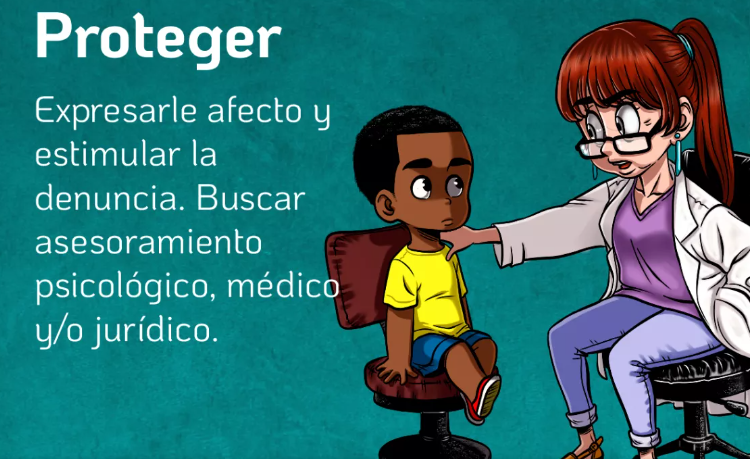 Proteger
Expresarle afecto y
estimular la
denuncia. Buscar
asesoramiento
psicológico, médico
y/o jurídico.